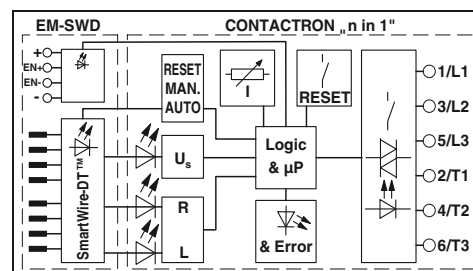 EM-SWD
CONTACTRON „n in 1"
+
EN+
EN-
-
SmartWire-DT™
RESET
MAN.
AUTO
I
RESET
Us
R
L
Logic
& µP
& Error
1/L1
3/L2
5/L3
2/T1
4/T2
6/T3